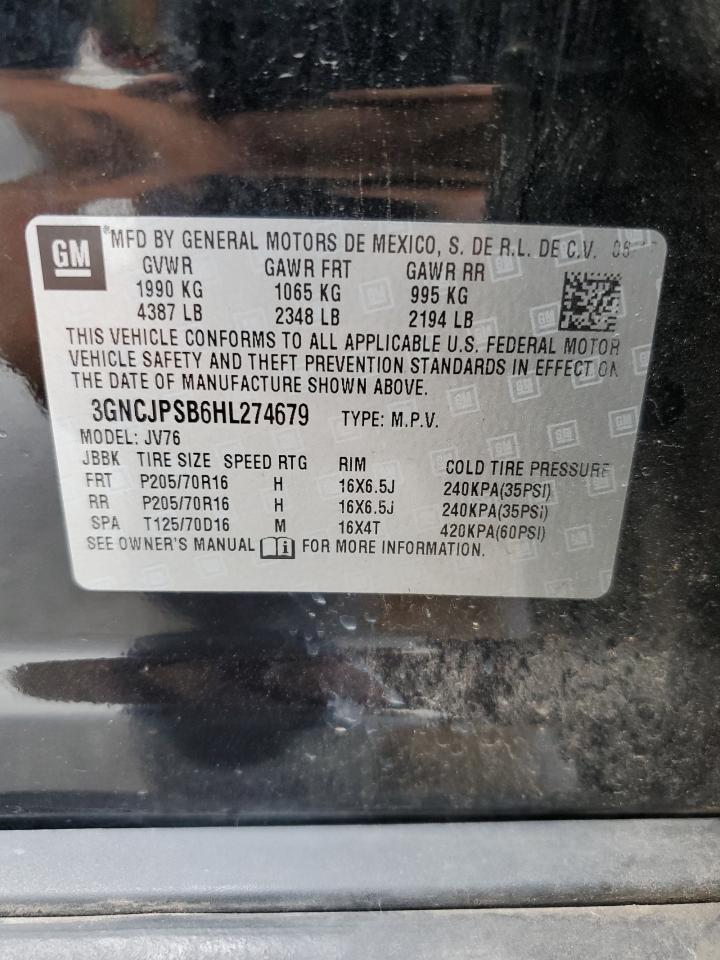 GM
*MFD BY GENERAL MOTORS DE MEXICO, S. DE R.L. DE C.V.
GVWR GAWR FRT GAWR RR
1990 KG 1065 KG 995 KG
4387 LB 2348 LB 2194 LB
THIS VEHICLE CONFORMS TO ALL APPLICABLE U.S. FEDERAL MOTOR
VEHICLE SAFETY AND THEFT PREVENTION STANDARDS IN EFFECT ON
THE DATE OF MANUFACTURE SHOWN ABOVE.
3GNCJPSB6HL274679 TYPE: M.P.V.
MODEL: JV76
JBBK TIRE SIZE SPEED RTG RIM COLD TIRE PRESSURE
FRT P205/70R16 H 16X6.5J 240KPA(35PSI)
RR P205/70R16 H 16X6.5J 240KPA(35PSI)
SPA T125/70D16 M 16X4T 420KPA(60PSI)
SEE OWNER'S MANUAL i FOR MORE INFORMATION.